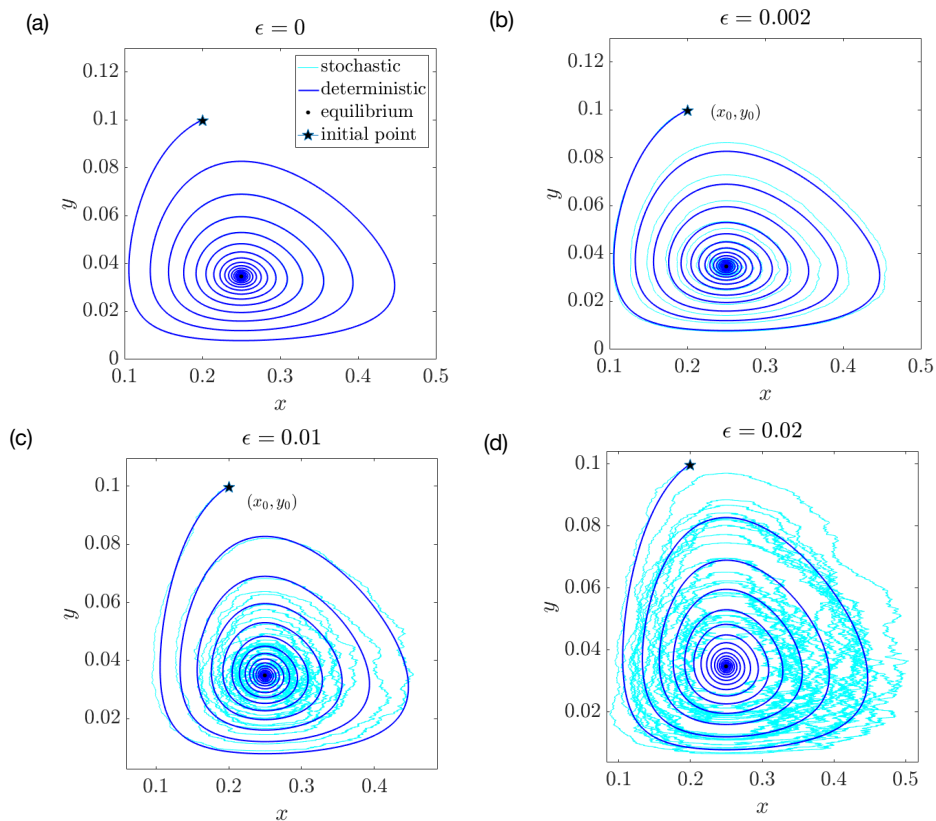 (a)
ϵ = 0
0.12
0.1
0.08
0.06
0.04
0.02
0
y
0.1 0.2 0.3 0.4 0.5
x
stochastic
deterministic
equilibrium
initial point
(b)
ϵ = 0.002
0.12
0.1
0.08
0.06
0.04
0.02
0
y
(x₀, y₀)
0.1 0.2 0.3 0.4 0.5
x
(c)
ϵ = 0.01
0.1
0.08
0.06
0.04
0.02
y
(x₀, y₀)
0.1 0.2 0.3 0.4
x
(d)
ϵ = 0.02
0.1
0.08
0.06
0.04
0.02
y
0.1 0.2 0.3 0.4 0.5
x